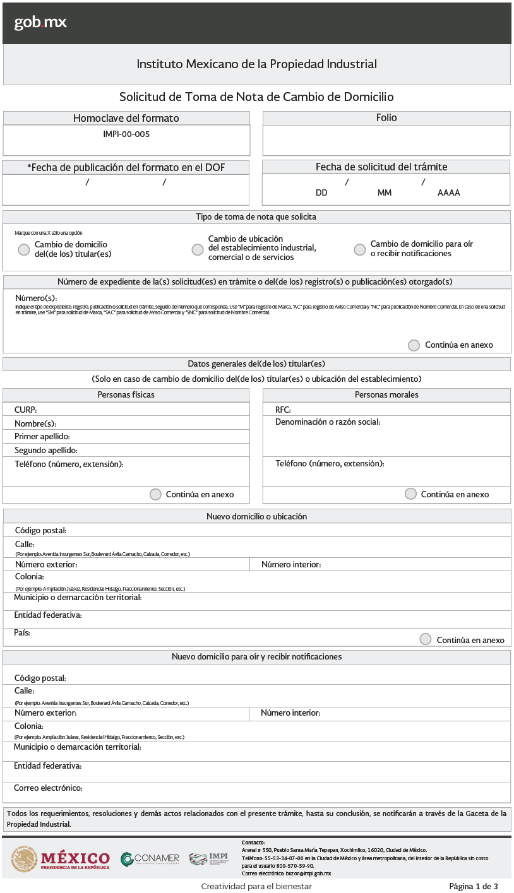 gob.mx
Instituto Mexicano de la Propiedad Industrial
Solicitud de Toma de Nota de Cambio de Domicilio
Homoclave del formato
IMPI-00-005
Folio
*Fecha de publicación del formato en el DOF
/ /
Fecha de solicitud del trámite
/ /
DD MM AAAA
Tipo de toma de nota que solicita
Marque con una X sólo una opción
Cambio de domicilio
del(de los) titular(es)
Cambio de ubicación
del establecimiento industrial,
comercial o de servicios
Cambio de domicilio para oír
o recibir notificaciones
Número de expediente de la(s) solicitud(es) en trámite o del(de los) registro(s) o publicación(es) otorgado(s)
Número(s):
Indique el tipo de expediente, registro, publicación o solicitud en trámite, seguido del número que corresponda, use "M" para registro de Marca, "AC" para registro de Aviso Comercial y "NC" para publicación de Nombre Comercial. En caso de una solicitud
en trámite, use "SM" para solicitud de Marca, "SAC" para solicitud de Aviso Comercial y "SNC" para solicitud de Nombre Comercial.
Continúa en anexo
Datos generales del(de los) titular(es)
(Solo en caso de cambio de domicilio del(de los) titular(es) o ubicación del establecimiento)
Personas físicas
CURP:
Nombre(s):
Primer apellido:
Segundo apellido:
Teléfono (número, extensión):
Continúa en anexo
Personas morales
RFC:
Denominación o razón social:
Teléfono (número, extensión):
Continúa en anexo
Nuevo domicilio o ubicación
Código postal:
Calle:
(Por ejemplo: Avenida Insurgentes Sur, Boulevard Ávila Camacho, Calzada, Corredor, etc.)
Número exterior: Número interior:
Colonia:
(Por ejemplo: Ampliación Juárez, Residencial Hidalgo, Fraccionamiento, Sección, etc.)
Municipio o demarcación territorial:
Entidad federativa:
País:
Continúa en anexo
Nuevo domicilio para oír y recibir notificaciones
Código postal:
Calle:
(Por ejemplo: Avenida Insurgentes Sur, Boulevard Ávila Camacho, Calzada, Corredor, etc.)
Número exterior: Número interior:
Colonia:
(Por ejemplo: Ampliación Juárez, Residencial Hidalgo, Fraccionamiento, Sección, etc.)
Municipio o demarcación territorial:
Entidad federativa:
Correo electrónico:
Todos los requerimientos, resoluciones y demás actos relacionados con el presente trámite, hasta su conclusión, se notificarán a través de la Gaceta de la
Propiedad Industrial.
MÉXICO
PRESIDENCIA DE LA REPÚBLICA
CONAMER
IMPI
Contacto:
Arenal # 550, Pueblo Santa María Tepepan, Xochimilco, 16020, Ciudad de México.
Teléfono: 55-53-34-07-00 en la Ciudad de México y área metropolitana, del interior de la República sin costo
para el usuario 800-570-59-90.
Correo electrónico: buzon@impi.gob.mx
Creatividad para el bienestar
Página 1 de 3